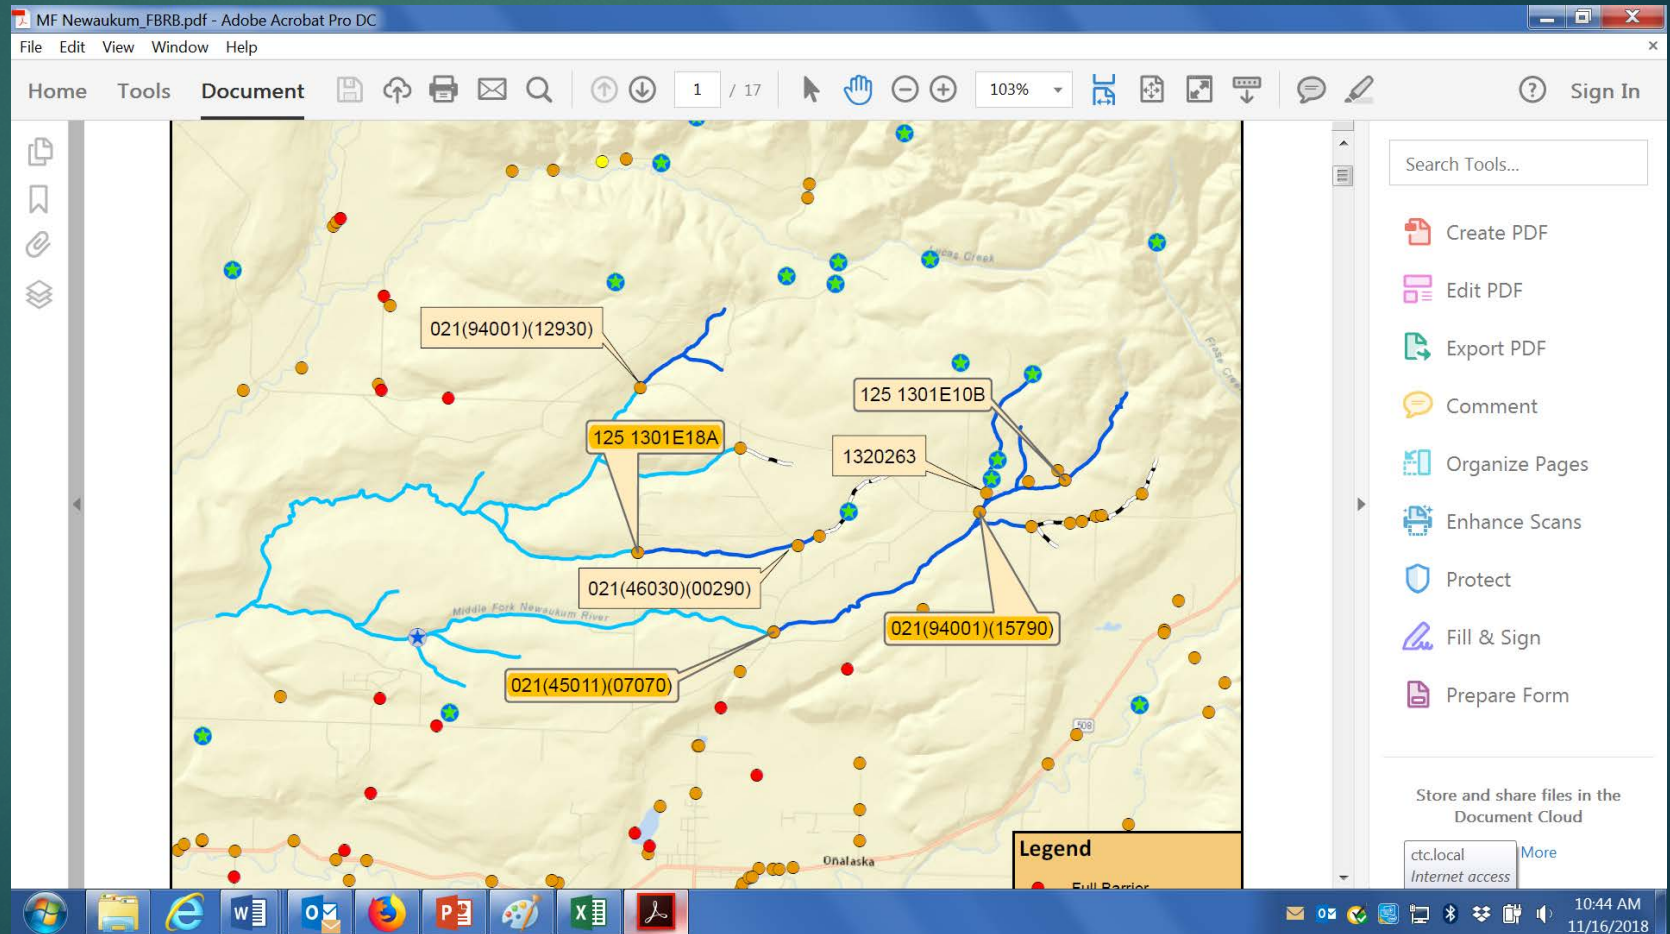 MF Newaukum_FBRB.pdf - Adobe Acrobat Pro DC
File Edit View Window Help
Home Tools Document 1 / 17 103% Sign In
Search Tools...
Create PDF
Edit PDF
Export PDF
Comment
Organize Pages
Enhance Scans
Protect
Fill & Sign
Prepare Form
Store and share files in the
Document Cloud
More
ctc.local
Internet access
Lucas Creek
021(94001)(12930)
125 1301E10B
125 1301E18A
1320263
021(46030)(00290)
Middle Fork Newaukum River
021(94001)(15790)
021(45011)(07070)
508
Onalaska
Legend
Full Barrier
10:44 AM
11/16/2018